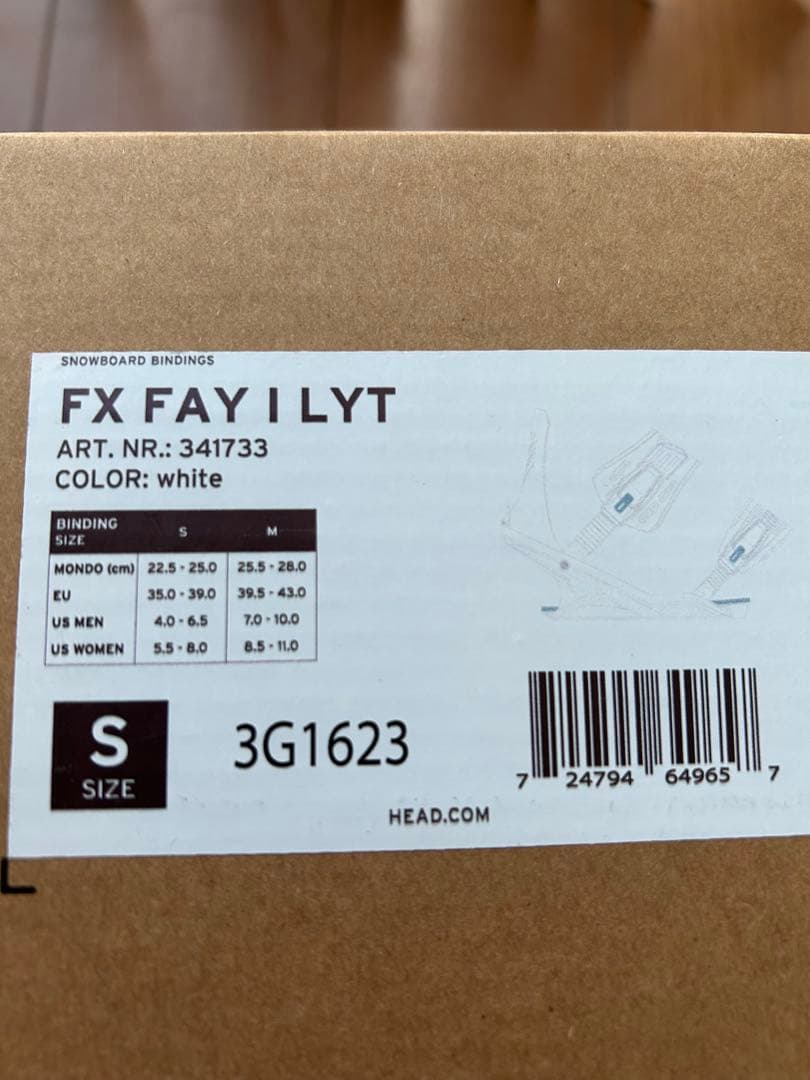 SNOWBOARD BINDINGS
FX FAY I LYT
ART. NR.: 341733
COLOR: white
BINDING SIZE S M
MONDO (cm) 22.5 - 25.0 25.5 - 28.0
EU 35.0 - 39.0 39.5 - 43.0
US MEN 4.0 - 6.5 7.0 - 10.0
US WOMEN 5.5 - 8.0 8.5 - 11.0
S
SIZE
3G1623
7 24794 64965 7
HEAD.COM